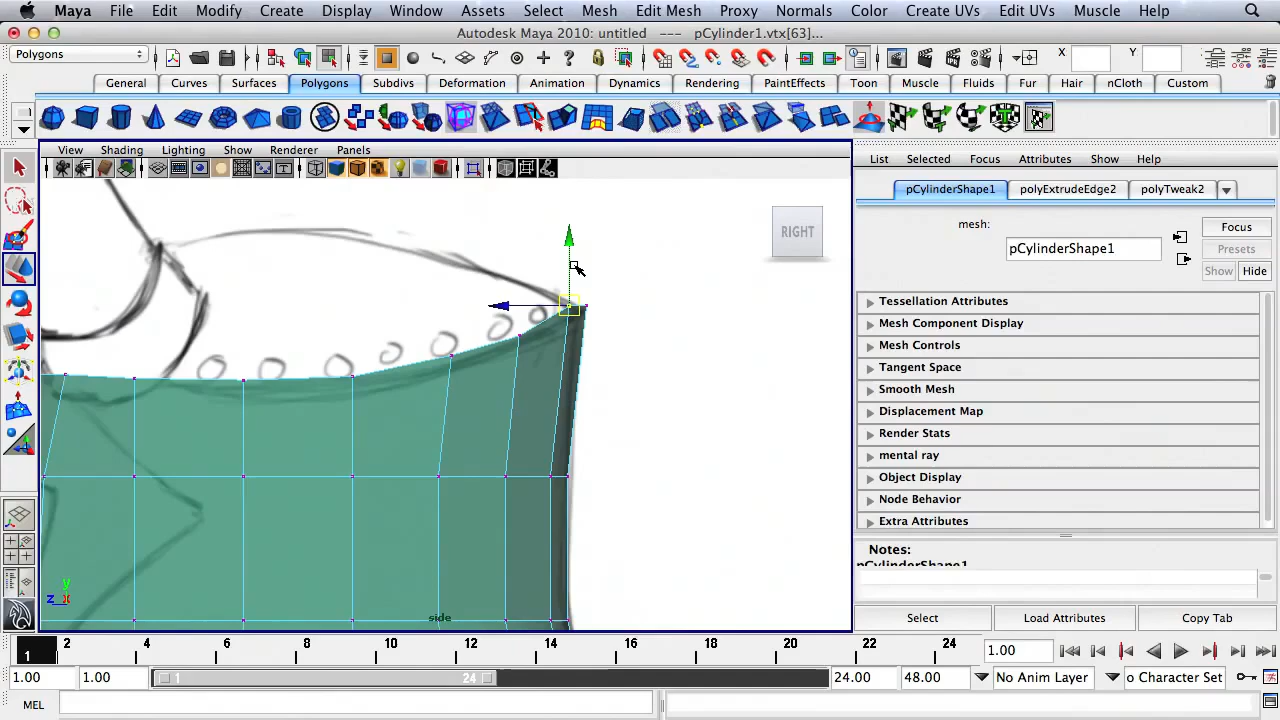 Maya File Edit Modify Create Display Window Assets Select Mesh Edit Mesh Proxy Normals Color Create UVs Edit UVs Muscle Help
Autodesk Maya 2010: untitled --- pCylinder1.vtx[63]...
Polygons X Y
General Curves Surfaces Polygons Subdivs Deformation Animation Dynamics Rendering PaintEffects Toon Muscle Fluids Fur Hair nCloth Custom
View Shading Lighting Show Renderer Panels
List Selected Focus Attributes Show Help
pCylinderShape1 polyExtrudeEdge2 polyTweak2
mesh: pCylinderShape1
Focus
Presets
Show Hide
RIGHT
Tessellation Attributes
Mesh Component Display
Mesh Controls
Tangent Space
Smooth Mesh
Displacement Map
Render Stats
mental ray
Object Display
Node Behavior
Extra Attributes
Notes:
pCylinderShape1
y
z x
side
Select Load Attributes Copy Tab
1 2 4 6 8 10 12 14 16 18 20 22 24 1.00
1.00 1.00 1 24 24.00 48.00 No Anim Layer o Character Set
MEL